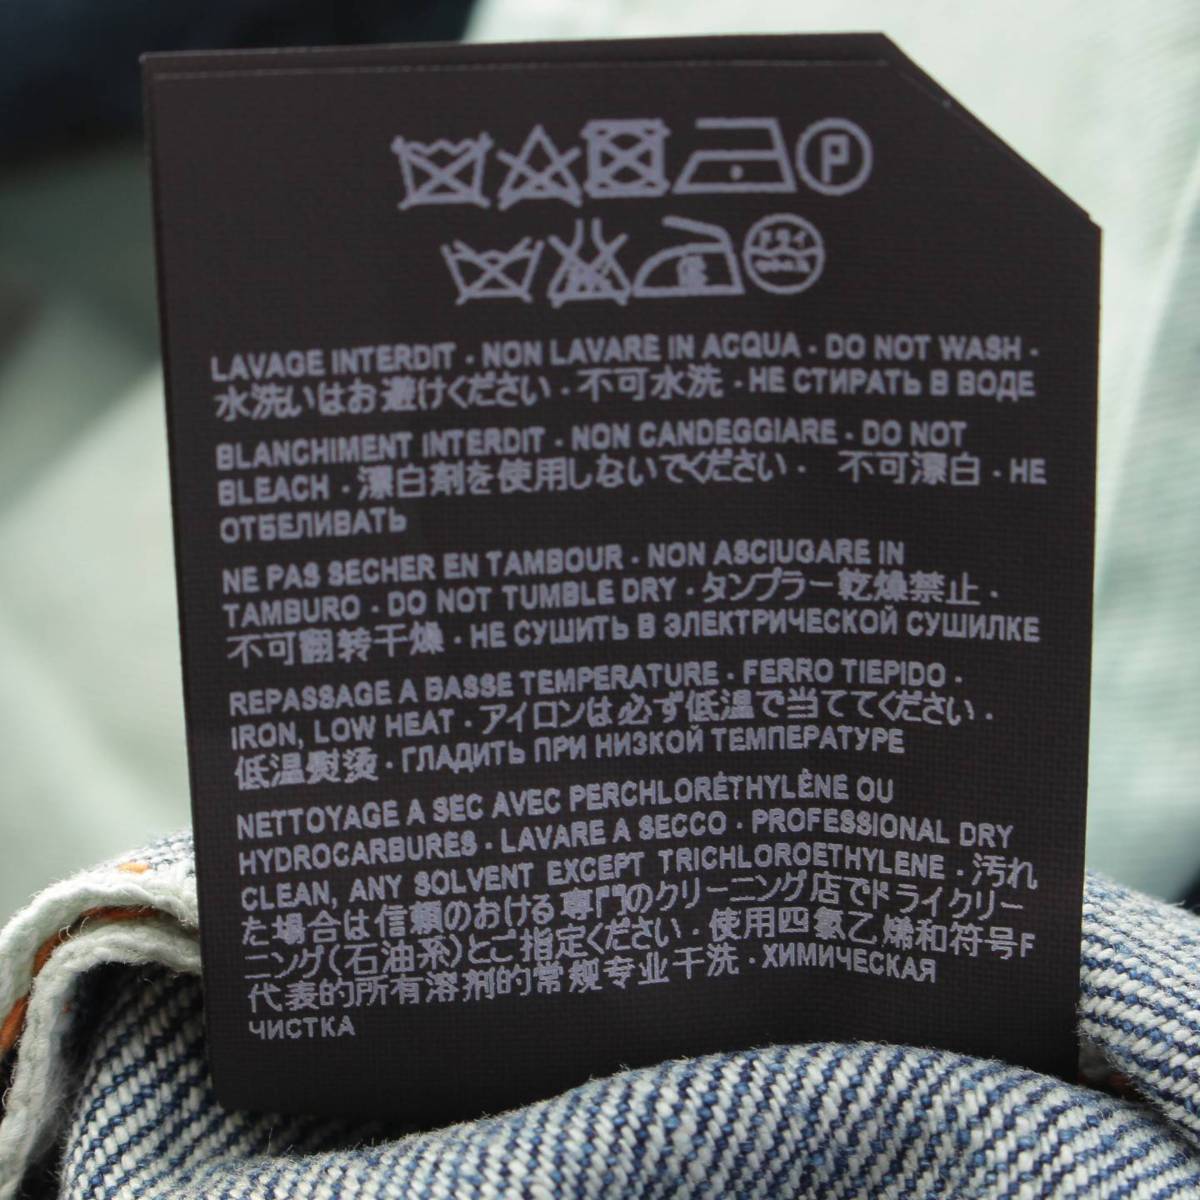 P
ドライ
セキユ系
LAVAGE INTERDIT · NON LAVARE IN ACQUA · DO NOT WASH ·
水洗いはお避けください · 不可水洗 · НЕ СТИРАТЬ В ВОДЕ
BLANCHIMENT INTERDIT · NON CANDEGGIARE · DO NOT
BLEACH · 漂白剤を使用しないでください · 不可漂白 · НЕ
ОТБЕЛИВАТЬ
NE PAS SECHER EN TAMBOUR · NON ASCIUGARE IN
TAMBURO · DO NOT TUMBLE DRY · タンブラー乾燥禁止 ·
不可翻转干燥 · НЕ СУШИТЬ В ЭЛЕКТРИЧЕСКОЙ СУШИЛКЕ
REPASSAGE A BASSE TEMPERATURE · FERRO TIEPIDO ·
IRON, LOW HEAT · アイロンは必ず低温で当ててください ·
低温熨烫 · ГЛАДИТЬ ПРИ НИЗКОЙ ТЕМПЕРАТУРЕ
NETTOYAGE A SEC AVEC PERCHLORÉTHYLÈNE OU
HYDROCARBURES · LAVARE A SECCO · PROFESSIONAL DRY
CLEAN, ANY SOLVENT EXCEPT TRICHLOROETHYLENE · 汚れ
た場合は信頼のおける専門のクリーニング店でドライクリー
ニング(石油系)とご指定ください · 使用四氯乙烯和符号F
代表的所有溶剂的常规专业干洗 · ХИМИЧЕСКАЯ
ЧИСТКА